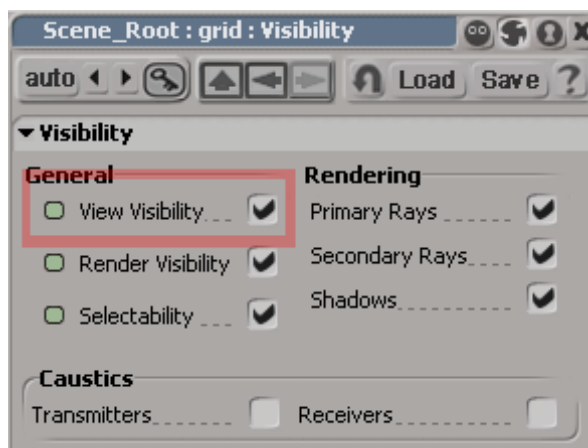 Scene_Root : grid : Visibility
auto Load Save ?
Visibility
General Rendering
View Visibility Primary Rays
Render Visibility Secondary Rays
Selectability Shadows
Caustics
Transmitters Receivers